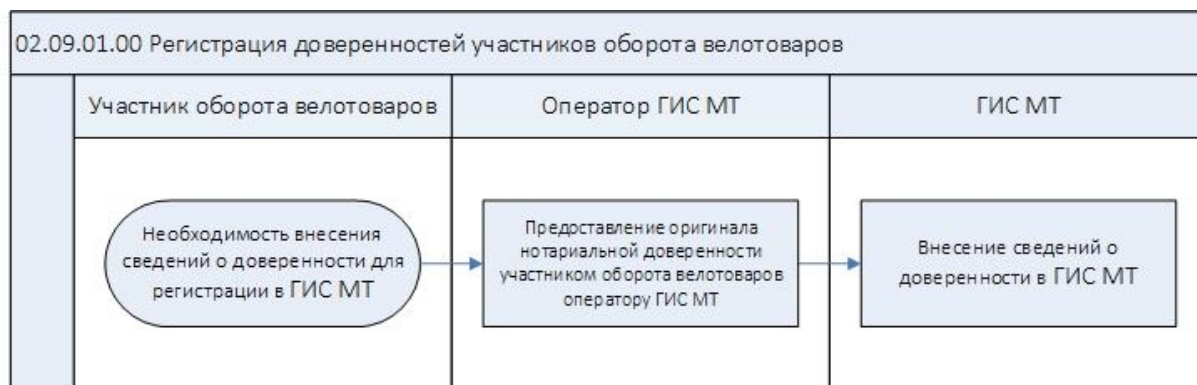 02.09.01.00 Регистрация доверенностей участников оборота велотоваров
Участник оборота велотоваров
Оператор ГИС МТ
ГИС МТ
Необходимость внесения
сведений о доверенности для
регистрации в ГИС МТ
Предоставление оригинала
нотариальной доверенности
участником оборота велотоваров
оператору ГИС МТ
Внесение сведений о
доверенности в ГИС МТ